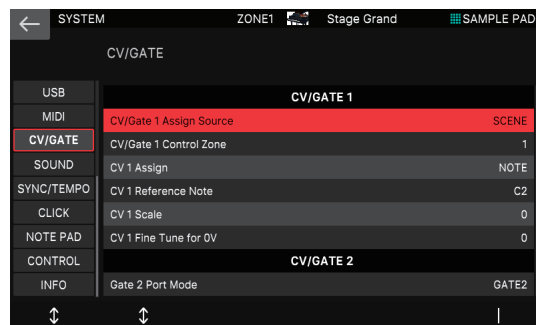 SYSTEM ZONE1 Stage Grand SAMPLE PAD
CV/GATE
USB
MIDI
CV/GATE
SOUND
SYNC/TEMPO
CLICK
NOTE PAD
CONTROL
INFO
CV/GATE 1
CV/Gate 1 Assign Source SCENE
CV/Gate 1 Control Zone 1
CV 1 Assign NOTE
CV 1 Reference Note C2
CV 1 Scale 0
CV 1 Fine Tune for 0V 0
CV/GATE 2
Gate 2 Port Mode GATE2